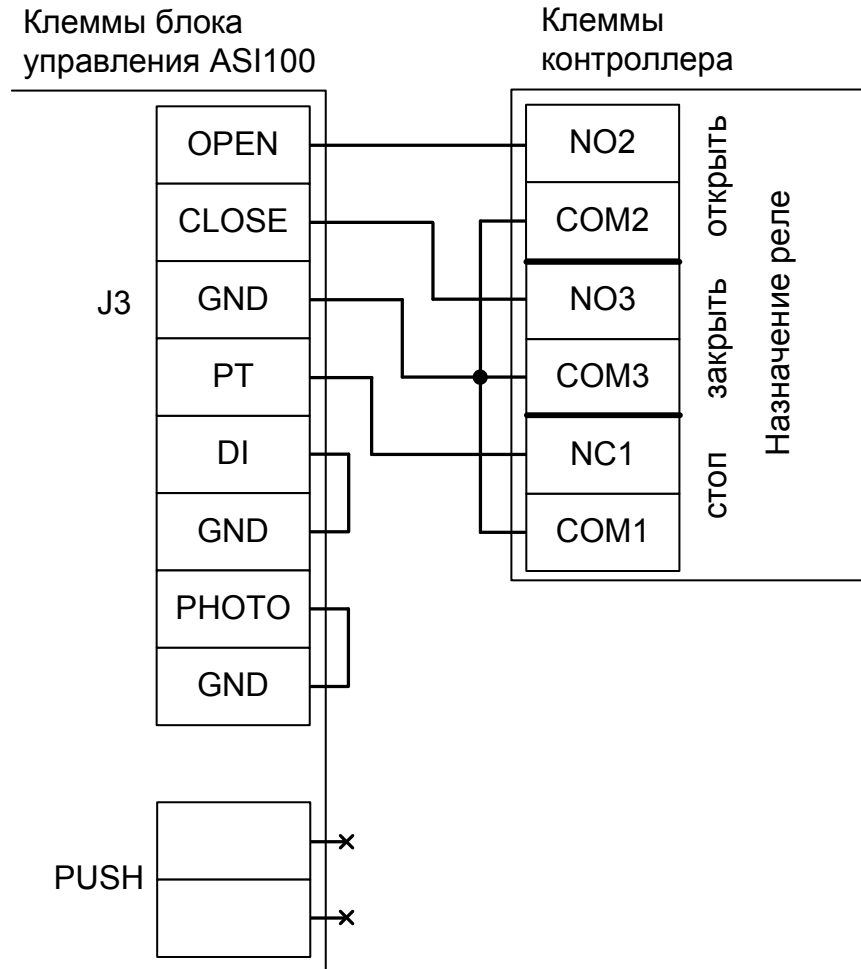 Клеммы блока
управления ASI100
Клеммы
контроллера
J3
OPEN
CLOSE
GND
PT
DI
GND
PHOTO
GND
PUSH
NO2
COM2
NO3
COM3
NC1
COM1
открыть
закрыть
стоп
Назначение реле